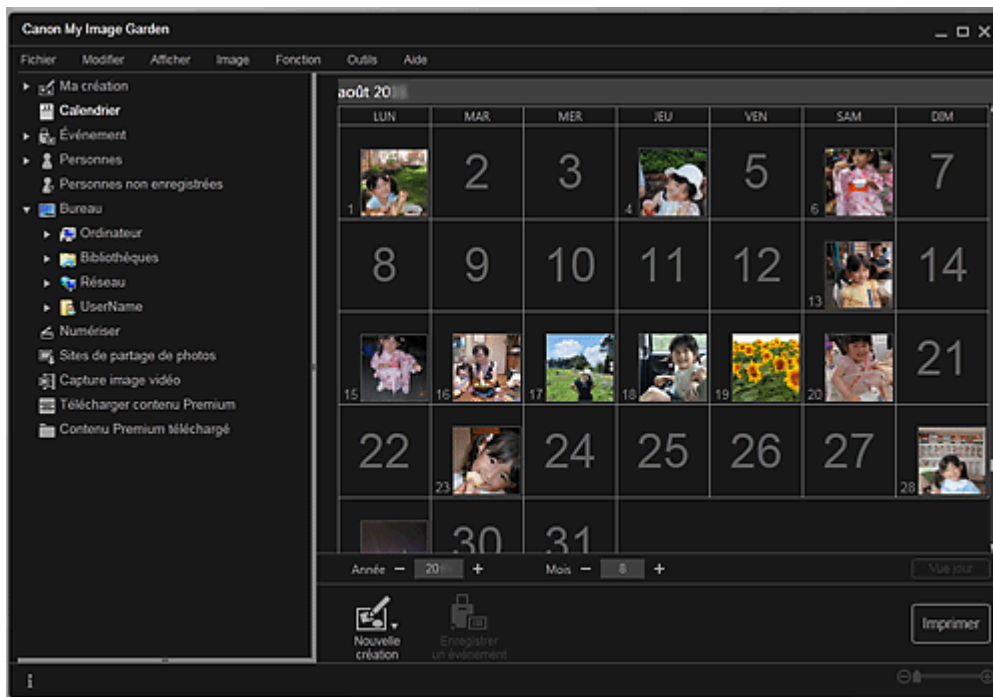 Canon My Image Garden
Fichier Modifier Afficher Image Fonction Outils Aide
Ma création
Calendrier
Événement
Personnes
Personnes non enregistrées
Bureau
Ordinateur
Bibliothèques
Réseau
UserName
Numériser
Sites de partage de photos
Capture image vidéo
Télécharger contenu Premium
Contenu Premium téléchargé
août 20
LUN MAR MER JEU VEN SAM DIM
1 2 3 4 5 6 7
8 9 10 11 12 13 14
15 16 17 18 19 20 21
22 23 24 25 26 27 28
30 31
Année − 20 + Mois − 8 +
Vue jour
Nouvelle création
Enregistrer un événement
Imprimer